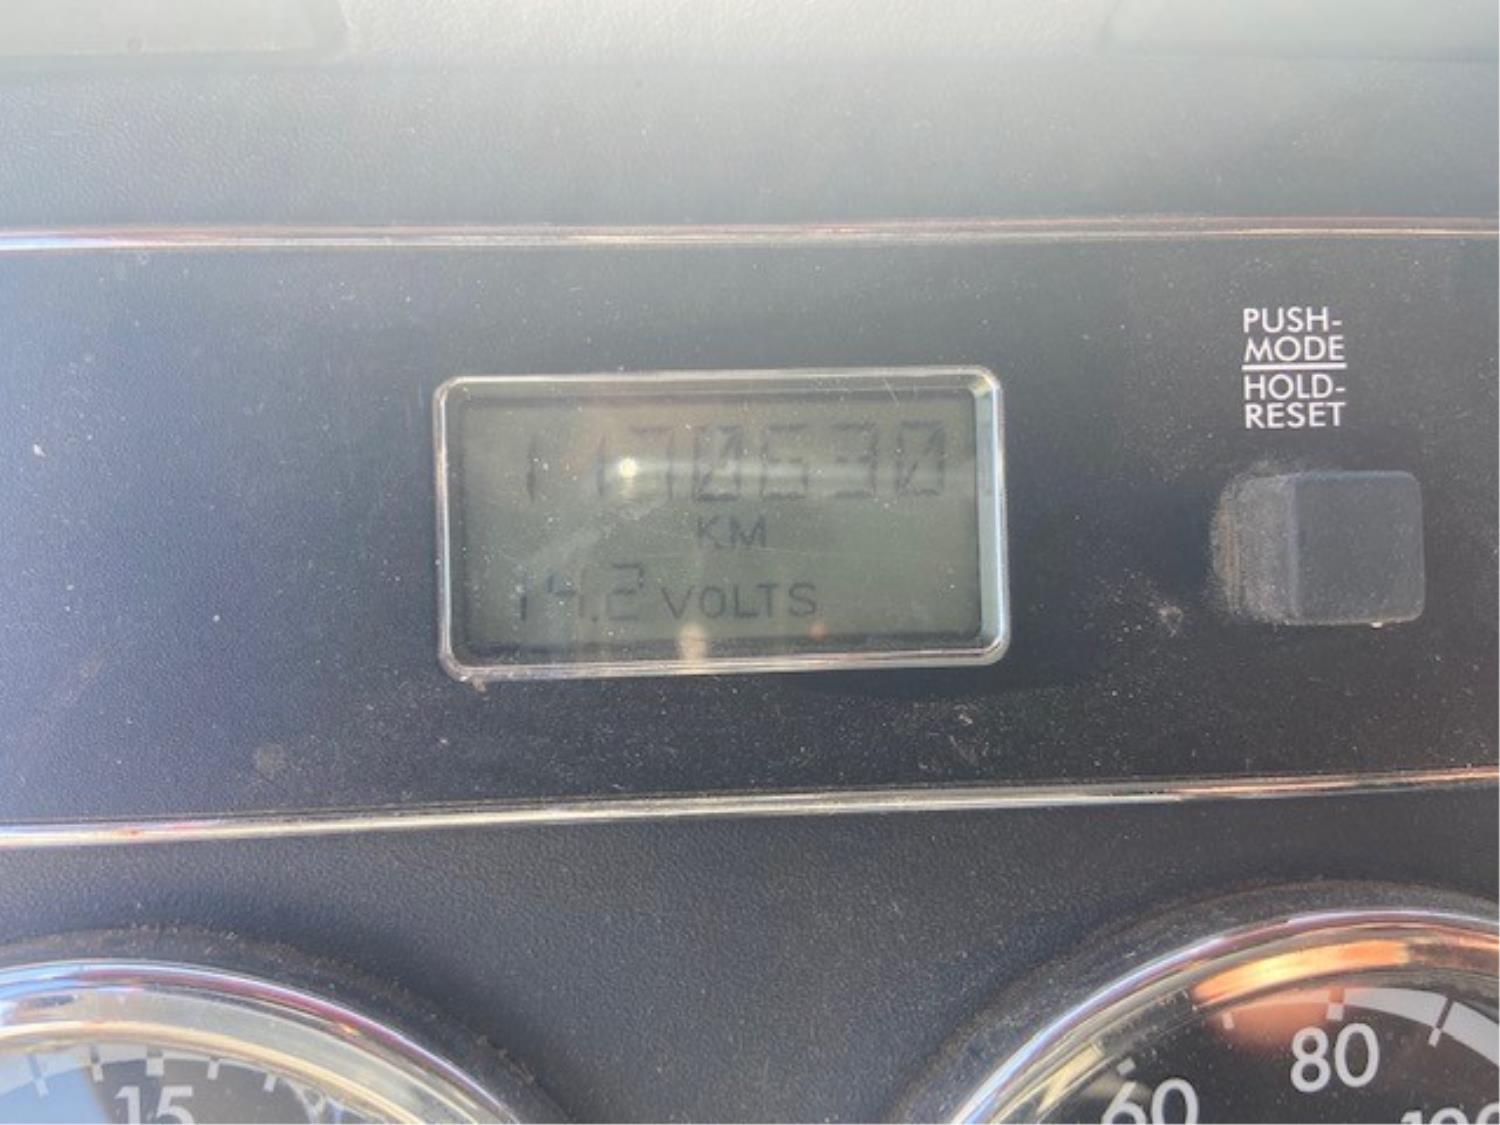 1170630
KM
14.2 VOLTS
PUSH-
MODE
HOLD-
RESET
15
60
80